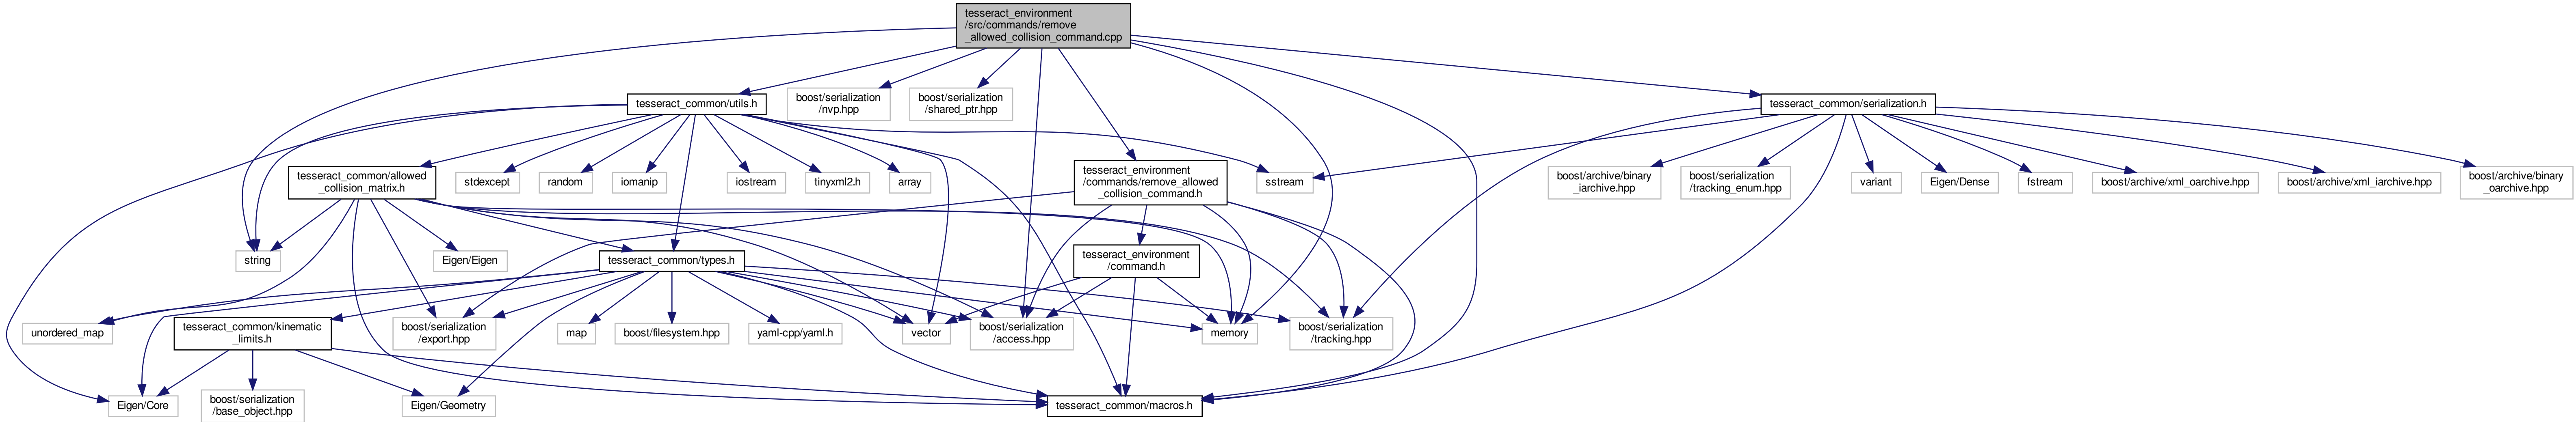 tesseract_environment
/src/commands/remove
_allowed_collision_command.cpp
tesseract_common/utils.h
boost/serialization
/nvp.hpp
boost/serialization
/shared_ptr.hpp
tesseract_common/serialization.h
tesseract_common/allowed
_collision_matrix.h
stdexcept
random
iomanip
iostream
tinyxml2.h
array
tesseract_environment
/commands/remove_allowed
_collision_command.h
sstream
boost/archive/binary
_iarchive.hpp
boost/serialization
/tracking_enum.hpp
variant
Eigen/Dense
fstream
boost/archive/xml_oarchive.hpp
boost/archive/xml_iarchive.hpp
boost/archive/binary
_oarchive.hpp
string
Eigen/Eigen
tesseract_common/types.h
tesseract_environment
/command.h
unordered_map
tesseract_common/kinematic
_limits.h
boost/serialization
/export.hpp
map
boost/filesystem.hpp
yaml-cpp/yaml.h
vector
boost/serialization
/access.hpp
memory
boost/serialization
/tracking.hpp
Eigen/Core
boost/serialization
/base_object.hpp
Eigen/Geometry
tesseract_common/macros.h